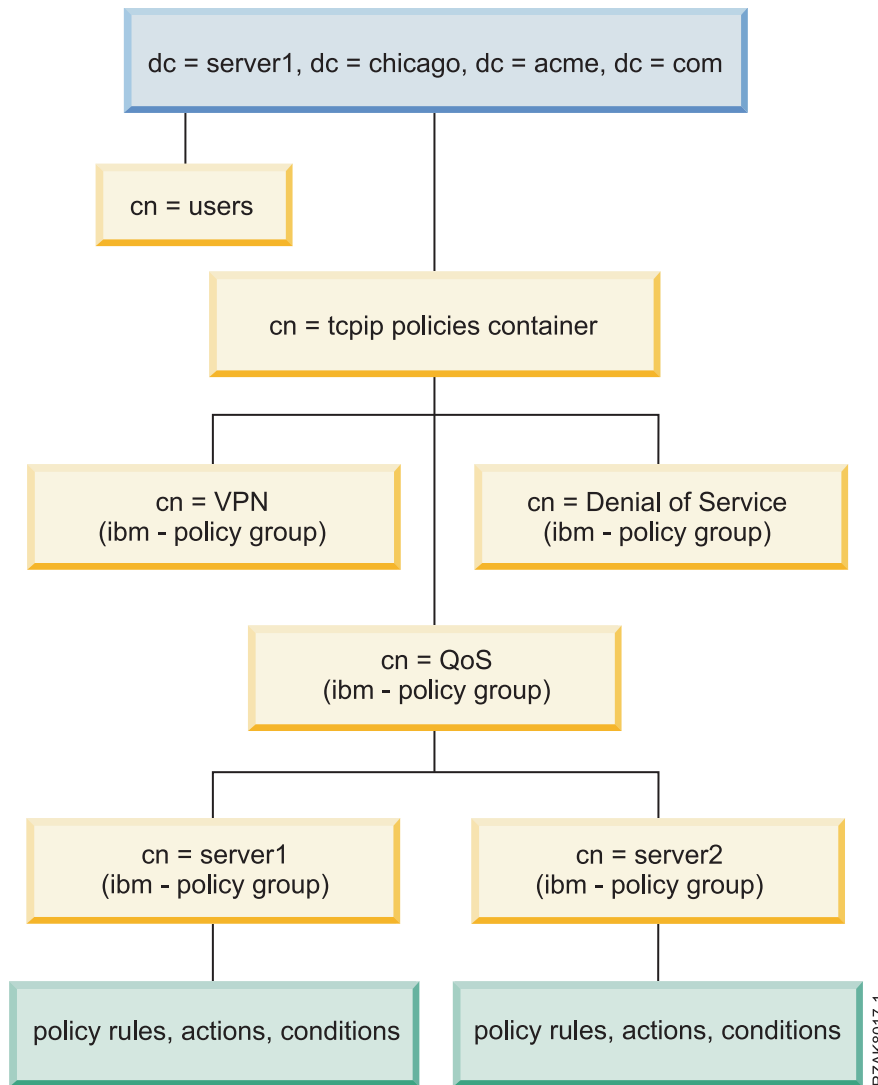 dc = server1, dc = chicago, dc = acme, dc = com
cn = users
cn = tcpip policies container
cn = VPN
(ibm - policy group)
cn = Denial of Service
(ibm - policy group)
cn = QoS
(ibm - policy group)
cn = server1
(ibm - policy group)
cn = server2
(ibm - policy group)
policy rules, actions, conditions
policy rules, actions, conditions
RZAK8017-1